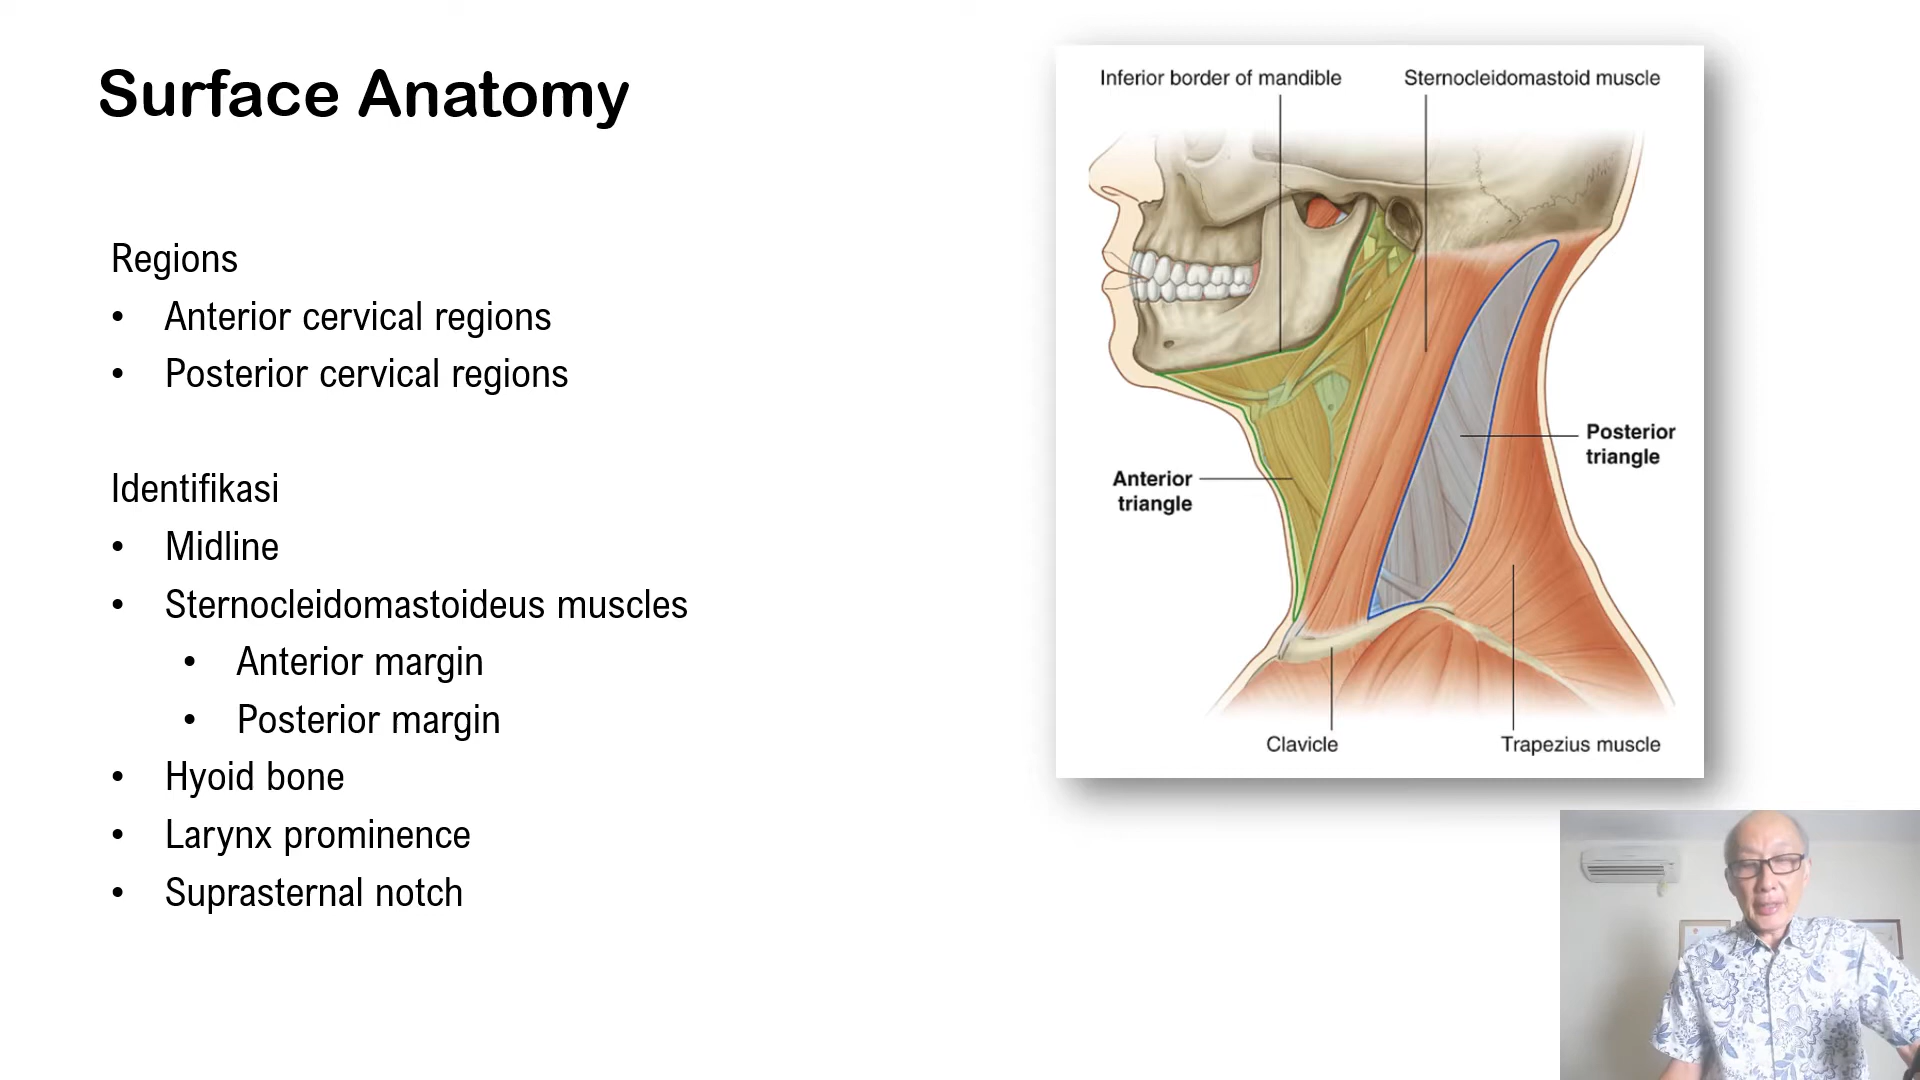 Surface Anatomy
Regions
• Anterior cervical regions
• Posterior cervical regions
Identifikasi
• Midline
• Sternocleidomastoideus muscles
• Anterior margin
• Posterior margin
• Hyoid bone
• Larynx prominence
• Suprasternal notch
Inferior border of mandible
Sternocleidomastoid muscle
Posterior
triangle
Anterior
triangle
Clavicle
Trapezius muscle